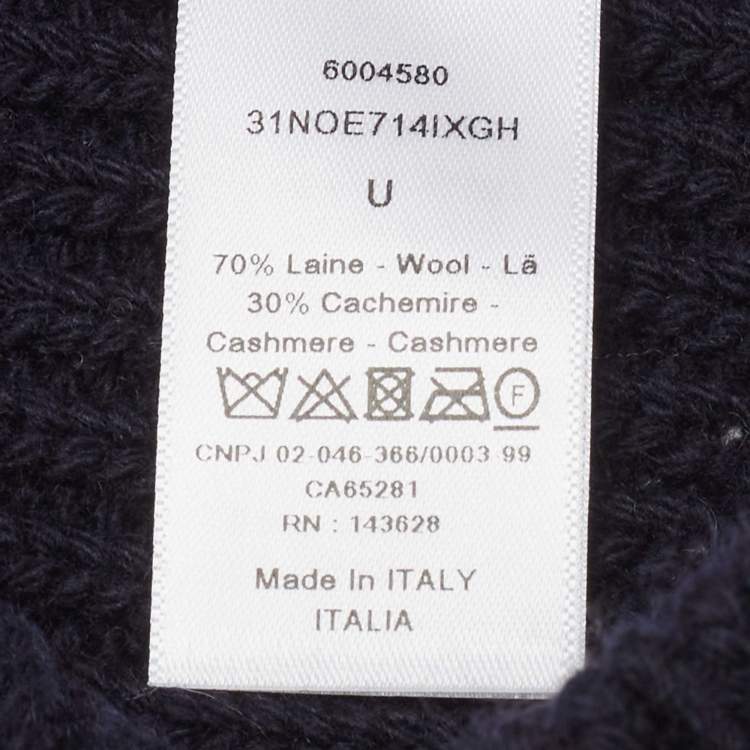 6004580
31NOE714IXGH
U
70% Laine - Wool - Lã
30% Cachemire -
Cashmere - Cashmere
F
CNPJ 02-046-366/0003-99
CA65281
RN : 143628
Made In ITALY
ITALIA